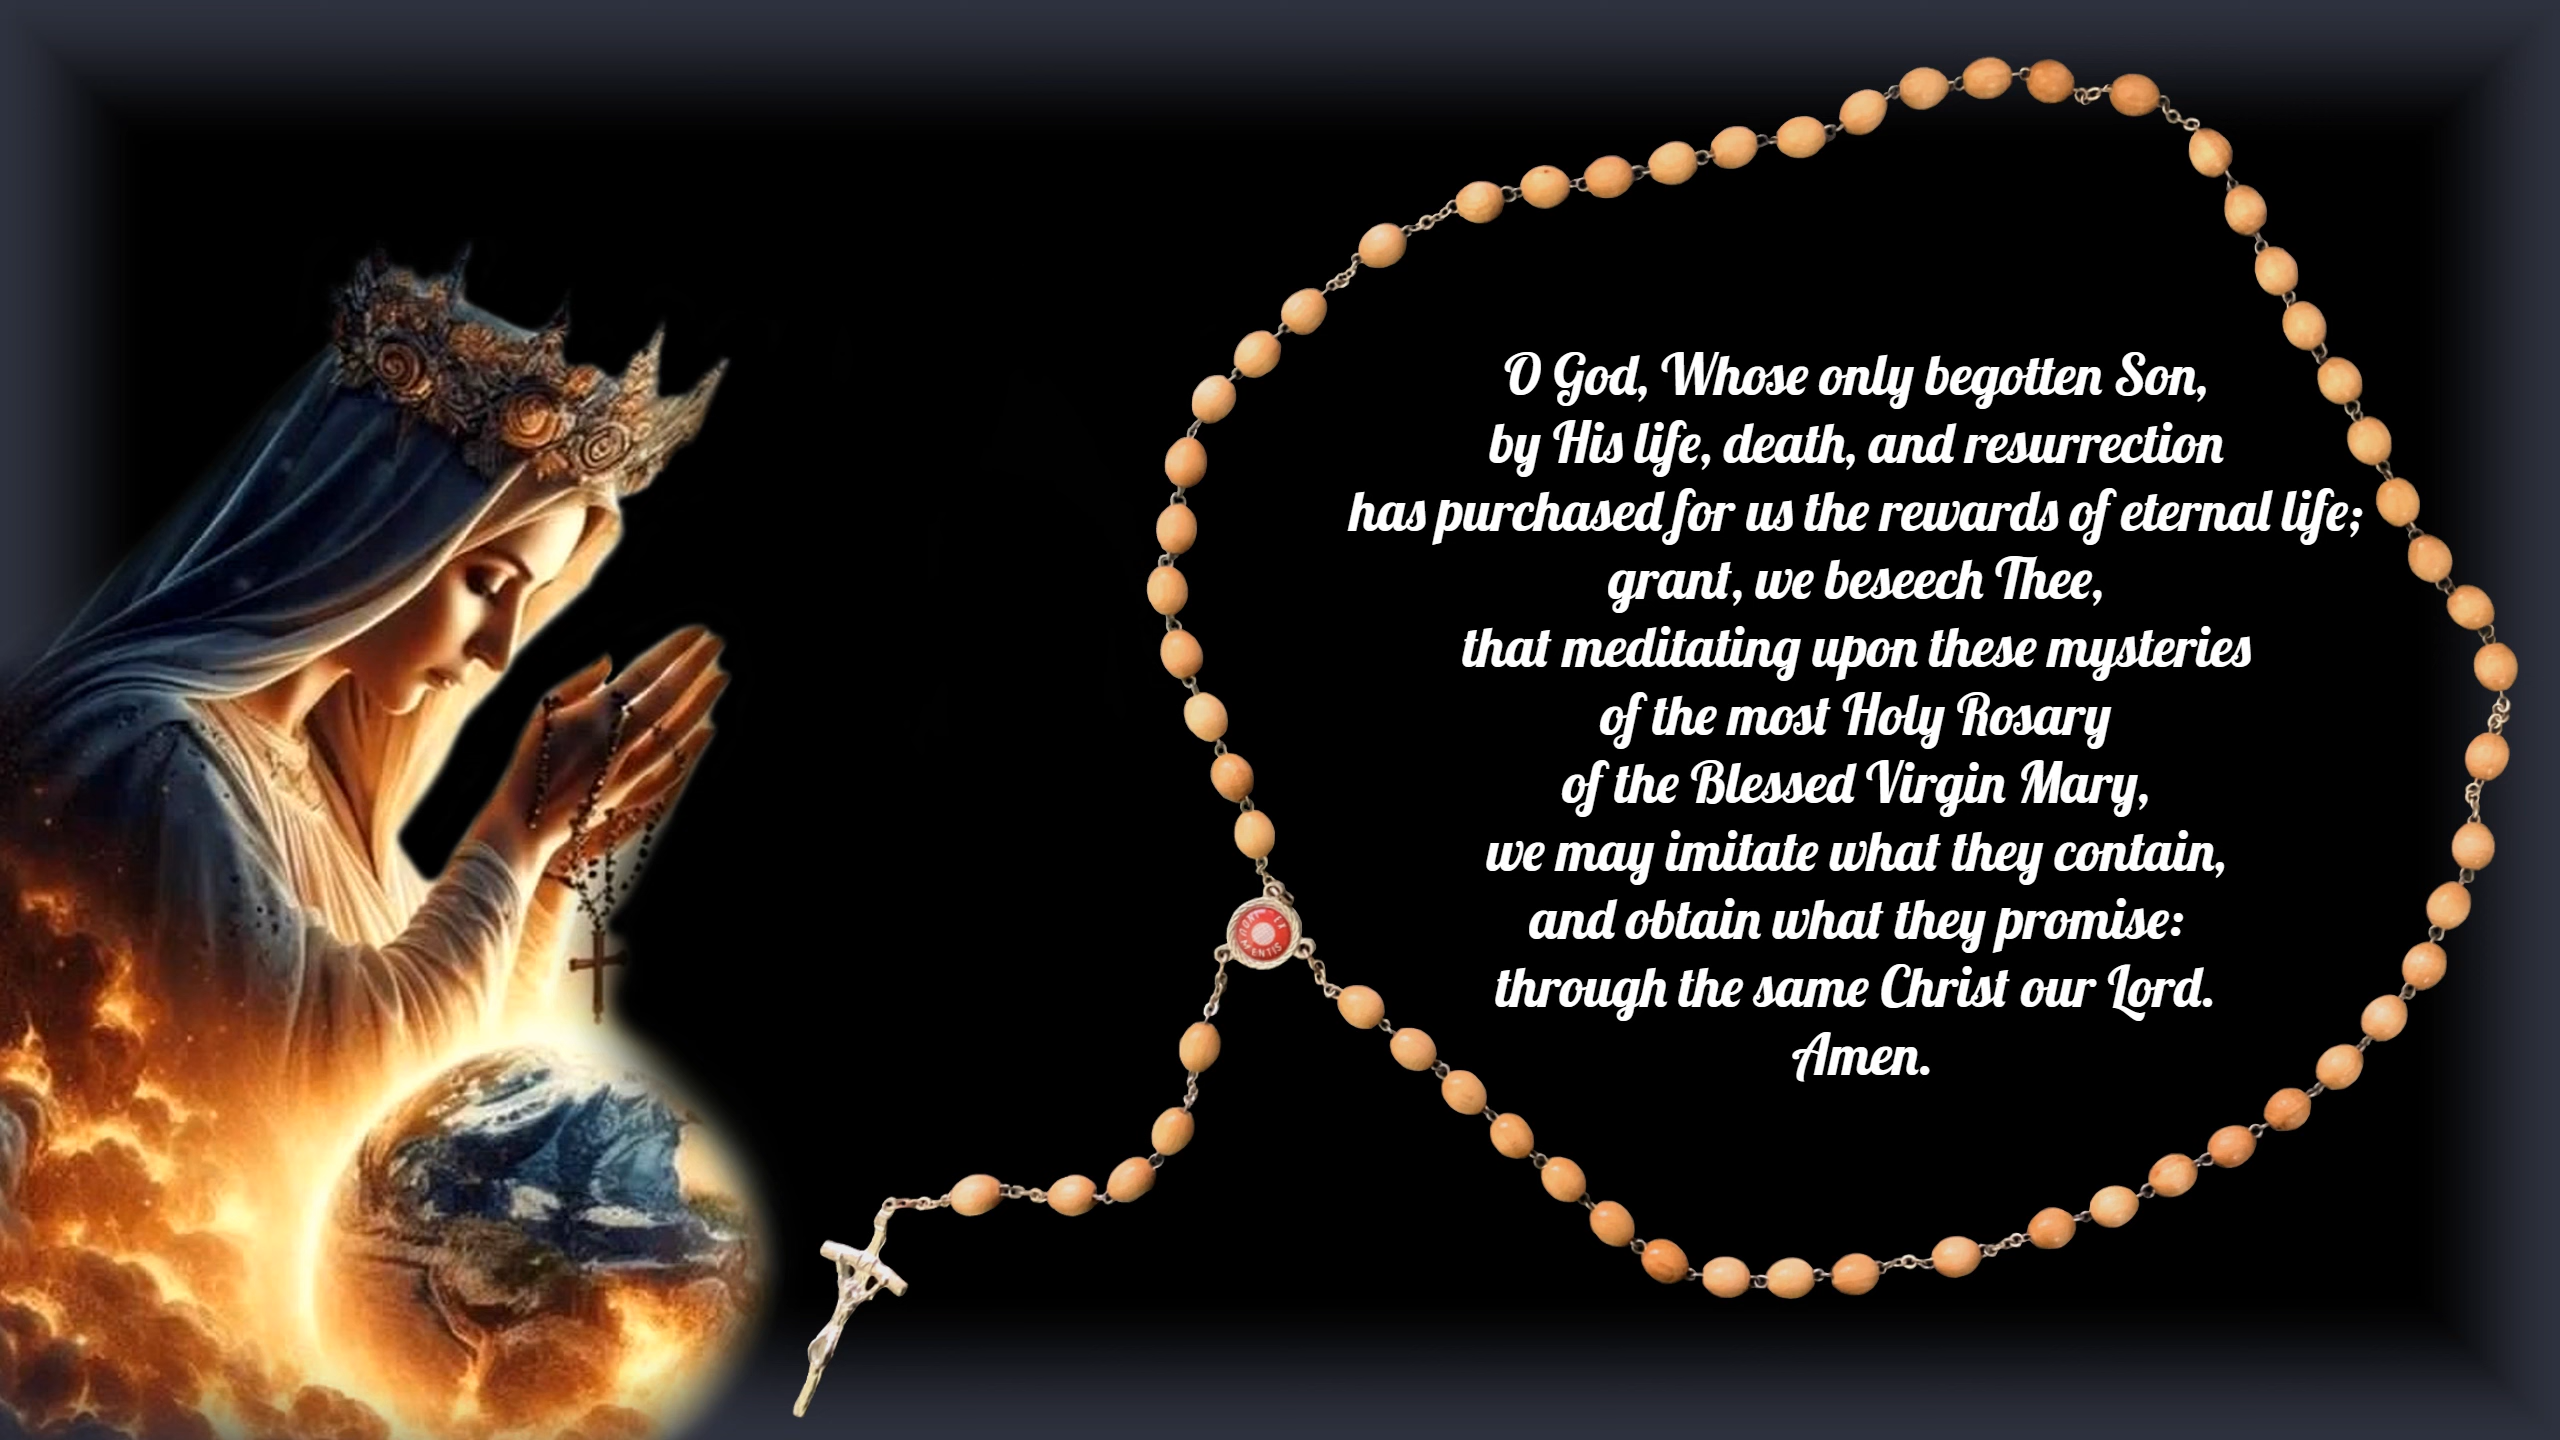 O God, Whose only begotten Son,
by His life, death, and resurrection
has purchased for us the rewards of eternal life;
grant, we beseech Thee,
that meditating upon these mysteries
of the most Holy Rosary
of the Blessed Virgin Mary,
we may imitate what they contain,
and obtain what they promise:
through the same Christ our Lord.
Amen.